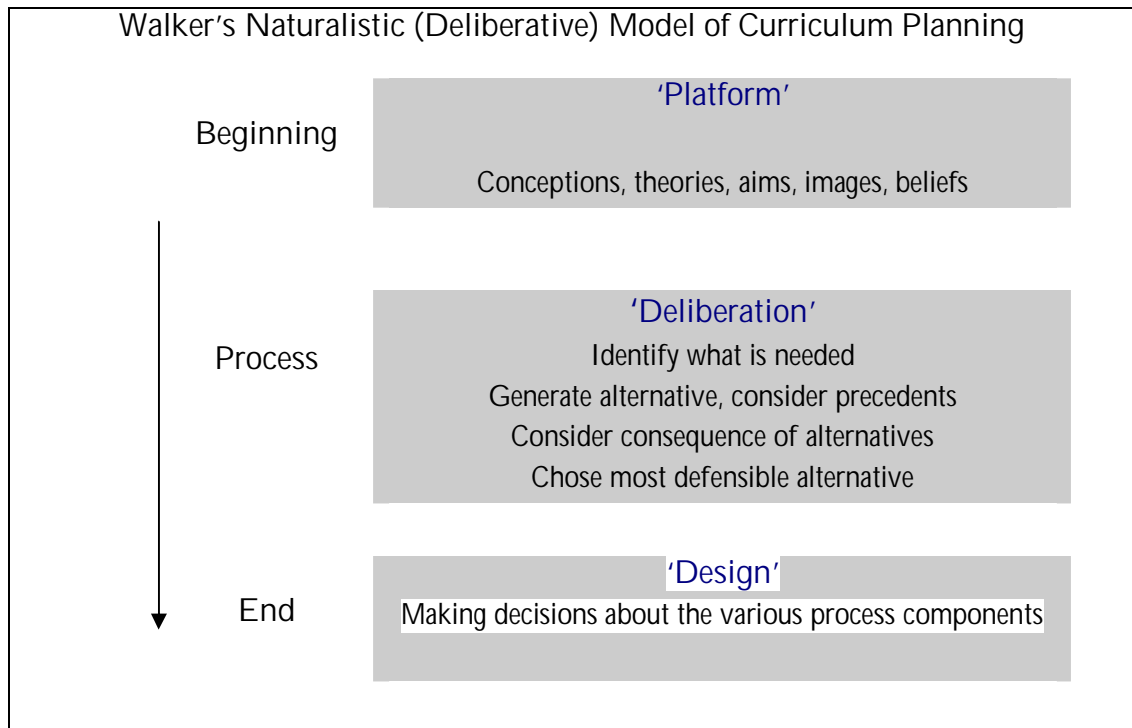 Walker's Naturalistic (Deliberative) Model of Curriculum Planning
Beginning
'Platform'
Conceptions, theories, aims, images, beliefs
Process
'Deliberation'
Identify what is needed
Generate alternative, consider precedents
Consider consequence of alternatives
Chose most defensible alternative
End
'Design'
Making decisions about the various process components